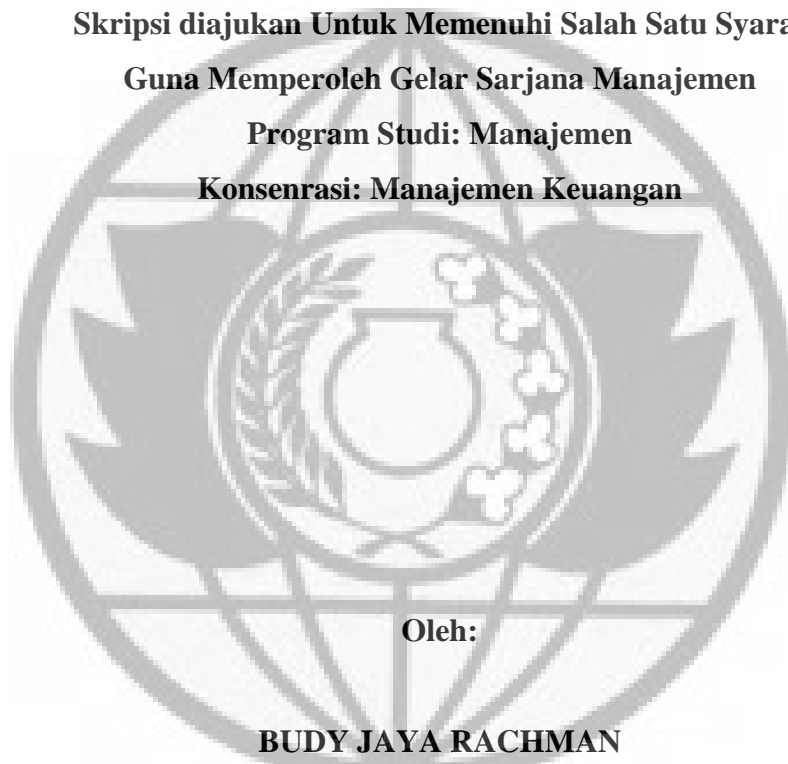 Skripsi diajukan Untuk Memenuhi Salah Satu Syara
Guna Memperoleh Gelar Sarjana Manajemen
Program Studi: Manajemen
Konsenrasi: Manajemen Keuangan
Oleh:
BUDY JAYA RACHMAN